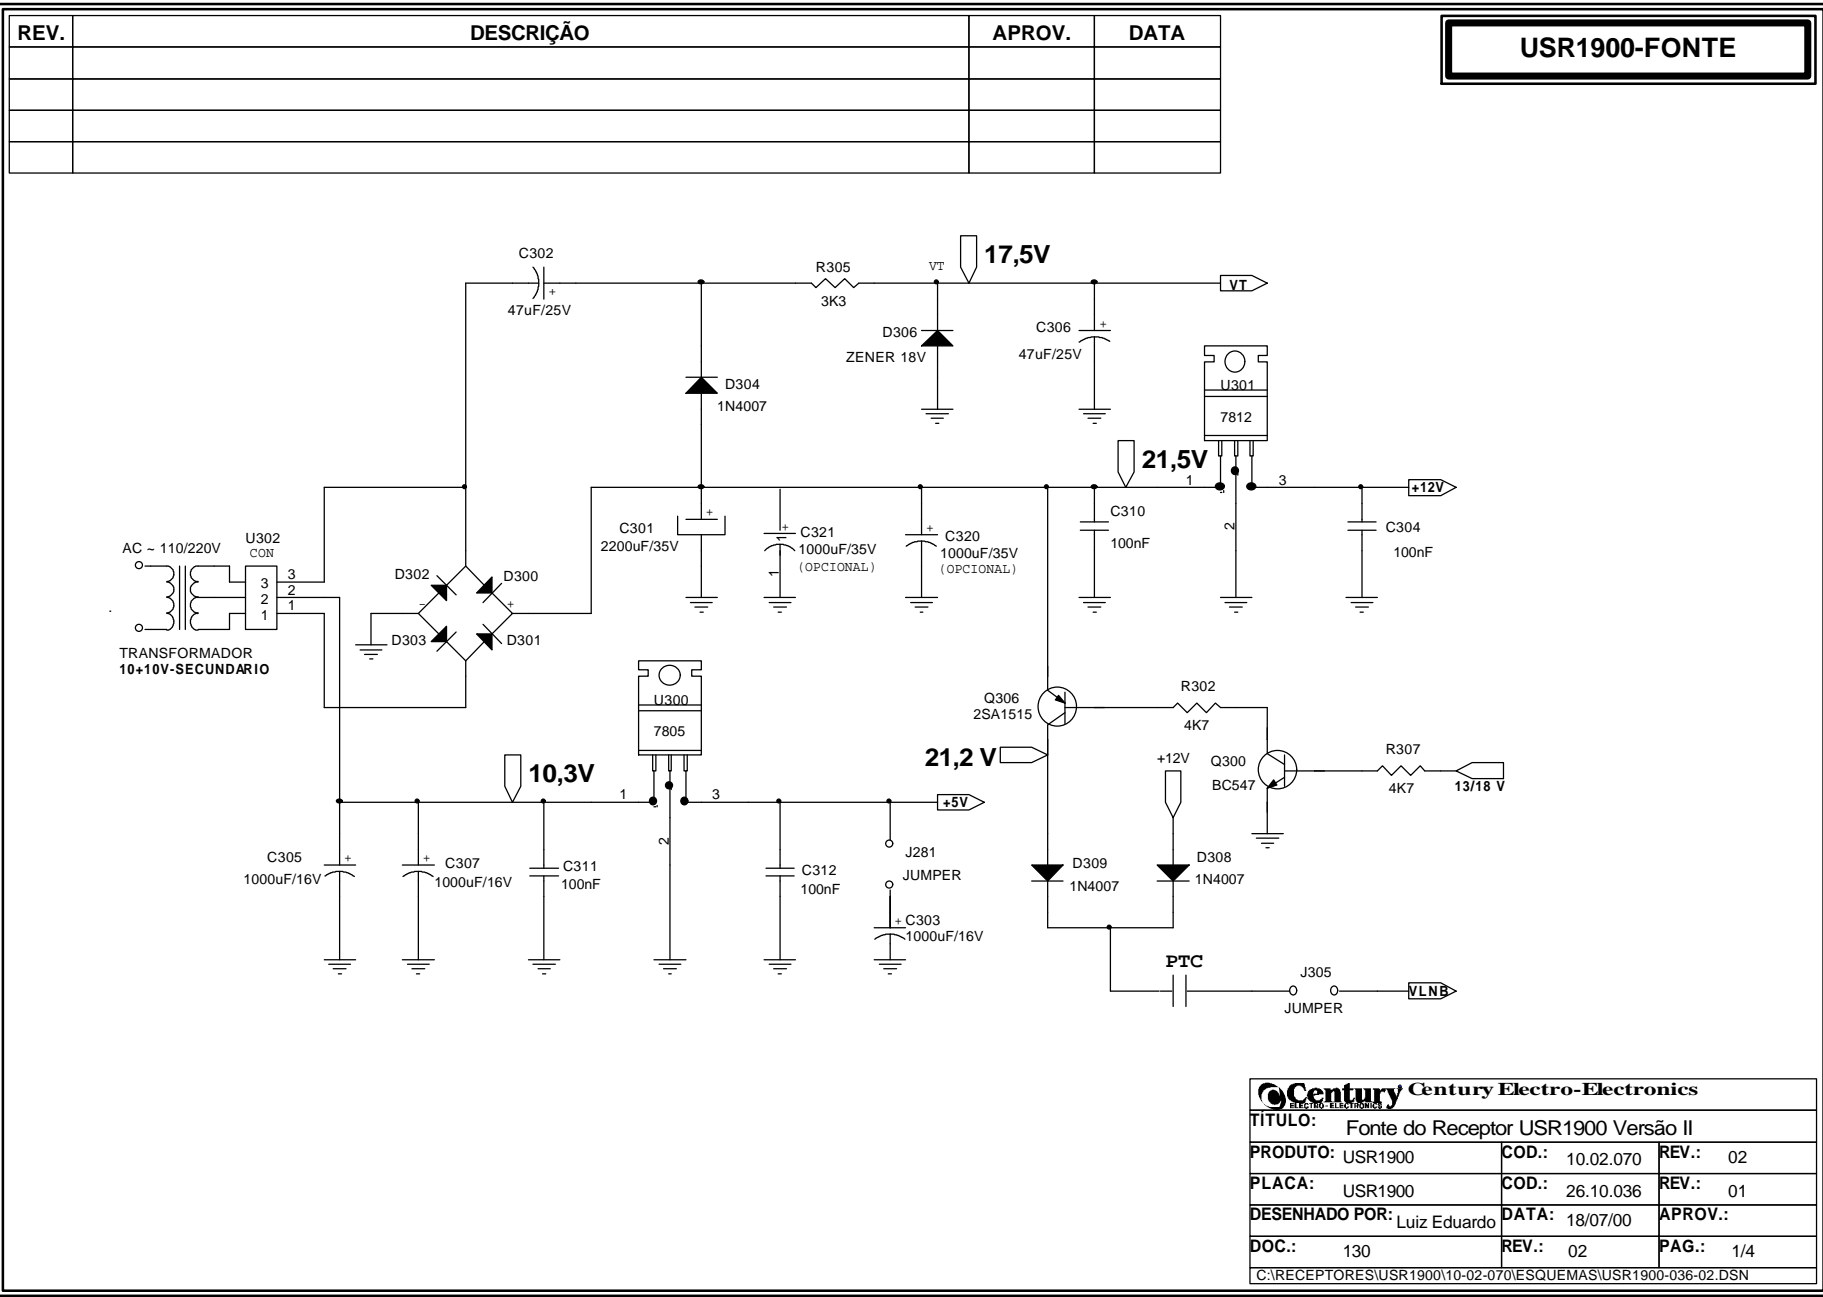 REV. DESCRIÇÃO APROV. DATA
USR1900-FONTE
C302
+
47uF/25V
R305
3K3
VT
17,5V
VT
D306
ZENER 18V
C306
+
47uF/25V
D304
1N4007
U301
7812
21,5V
1
3
2
+12V
C301
+
2200uF/35V
C321
+
1
1
1000uF/35V
(OPCIONAL)
C320
+
1000uF/35V
(OPCIONAL)
C310
100nF
C304
100nF
AC ~ 110/220V
U302
CON
3 3
2 2
1 1
TRANSFORMADOR
10+10V-SECUNDARIO
D302
D300
-
+
D303
D301
U300
7805
10,3V
1
3
2
+5V
Q306
2SA1515
R302
4K7
21,2 V
+12V
Q300
BC547
R307
4K7
13/18 V
C305
+
1000uF/16V
C307
+
1000uF/16V
C311
100nF
C312
100nF
J281
JUMPER
+ C303
1000uF/16V
D309
1N4007
D308
1N4007
PTC
J305
JUMPER
VLNB
Century Century Electro-Electronics
ELECTRO-ELECTRONICS
TÍTULO: Fonte do Receptor USR1900 Versão II
PRODUTO: USR1900 COD.: 10.02.070 REV.: 02
PLACA: USR1900 COD.: 26.10.036 REV.: 01
DESENHADO POR: Luiz Eduardo DATA: 18/07/00 APROV.:
DOC.: 130 REV.: 02 PAG.: 1/4
C:\RECEPTORES\USR1900\10-02-070\ESQUEMAS\USR1900-036-02.DSN